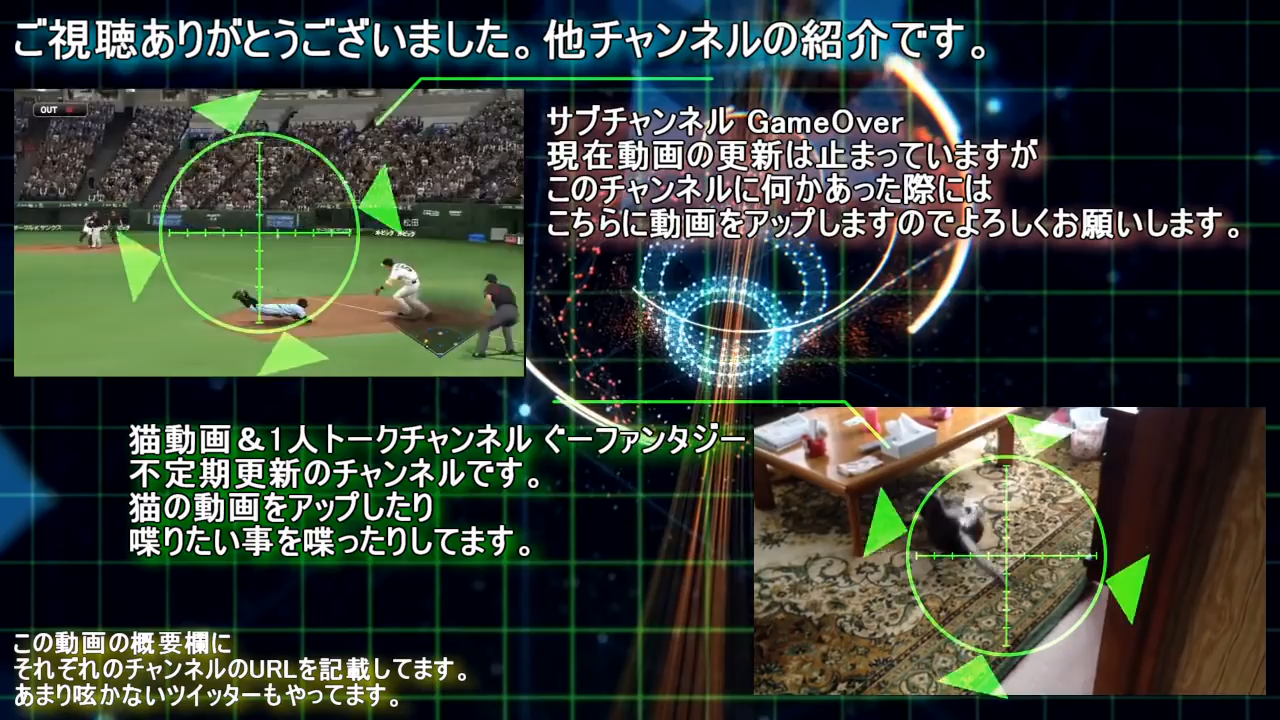 ご視聴ありがとうございました。他チャンネルの紹介です。
OUT
松田
サブチャンネル GameOver
現在動画の更新は止まっていますが
このチャンネルに何かあった際には
こちらに動画をアップしますのでよろしくお願いします。
猫動画＆1人トークチャンネル ぐーファンタジー
不定期更新のチャンネルです。
猫の動画をアップしたり
喋りたい事を喋ったりしてます。
この動画の概要欄に
それぞれのチャンネルのURLを記載してます。
あまり呟かないツイッターもやってます。